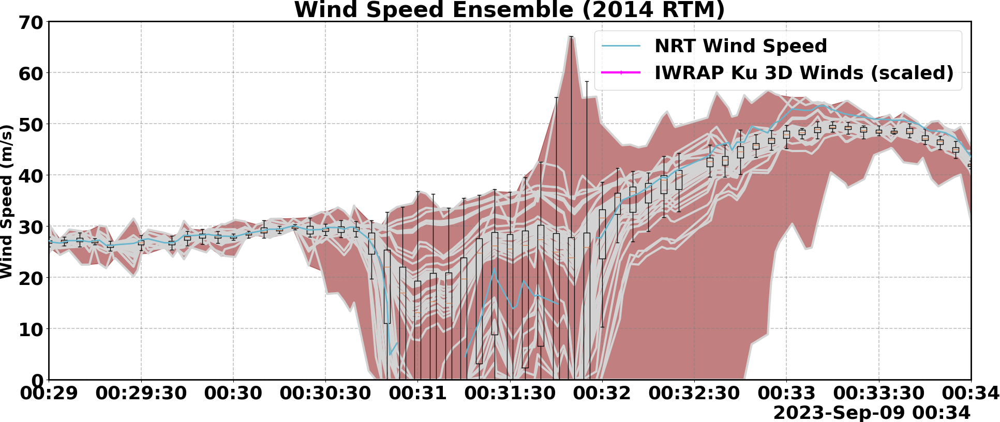 Wind Speed Ensemble (2014 RTM)
Wind Speed (m/s)
70
60
50
40
30
20
10
0
NRT Wind Speed
IWRAP Ku 3D Winds (scaled)
00:29 00:29:30 00:30 00:30:30 00:31 00:31:30 00:32 00:32:30 00:33 00:33:30 00:34
2023-Sep-09 00:34